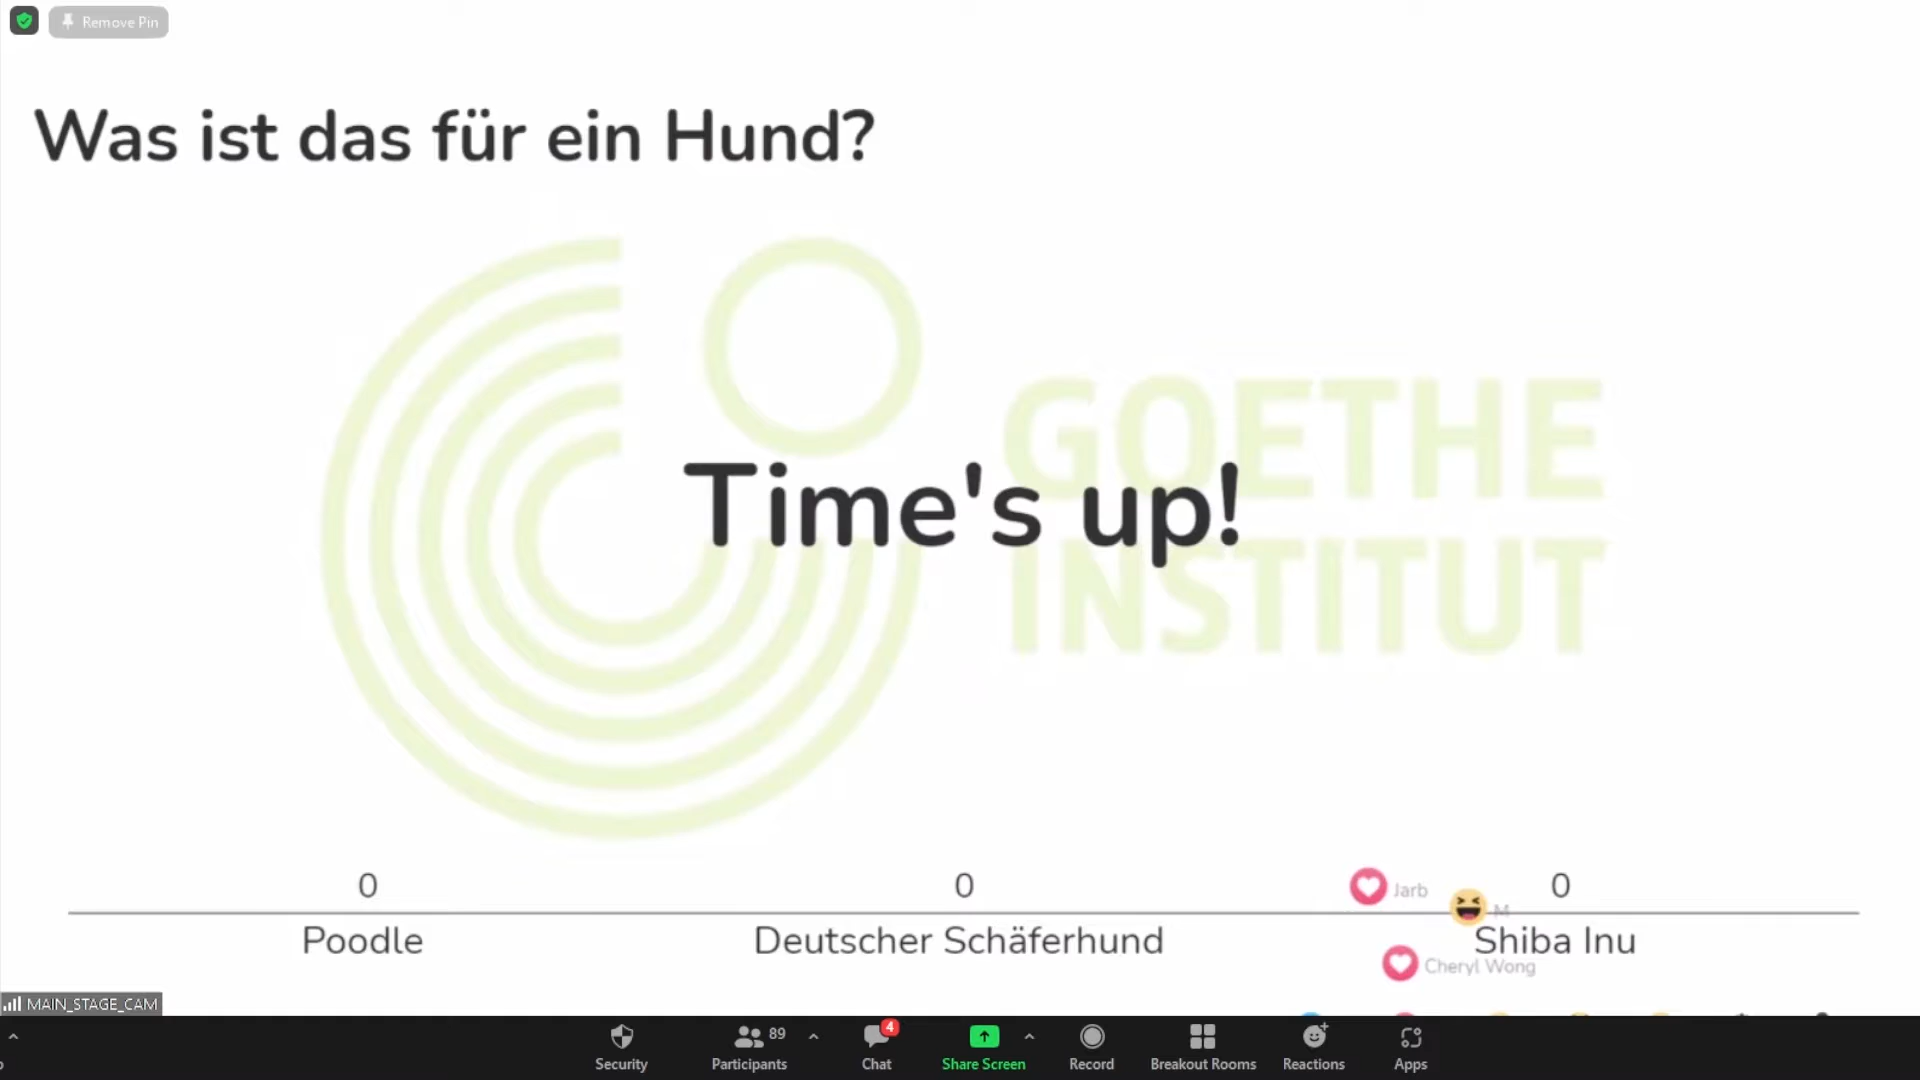 Remove Pin
Was ist das für ein Hund?
GOETHE
INSTITUT
Time's up!
0
0
0
Poodle
Deutscher Schäferhund
Shiba Inu
Jarb
M
Cheryl Wong
MAIN_STAGE_CAM
Security
Participants
89
Chat
4
Share Screen
Record
Breakout Rooms
Reactions
Apps